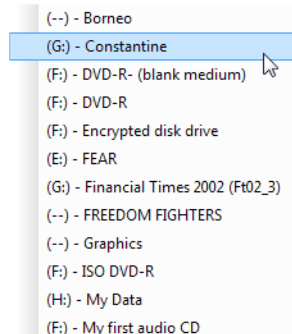 (--) - Borneo
(G:) - Constantine
(F:) - DVD-R- (blank medium)
(F:) - DVD-R
(F:) - Encrypted disk drive
(E:) - FEAR
(G:) - Financial Times 2002 (Ft02_3)
(--) - FREEDOM FIGHTERS
(--) - Graphics
(F:) - ISO DVD-R
(H:) - My Data
(F:) - My first audio CD